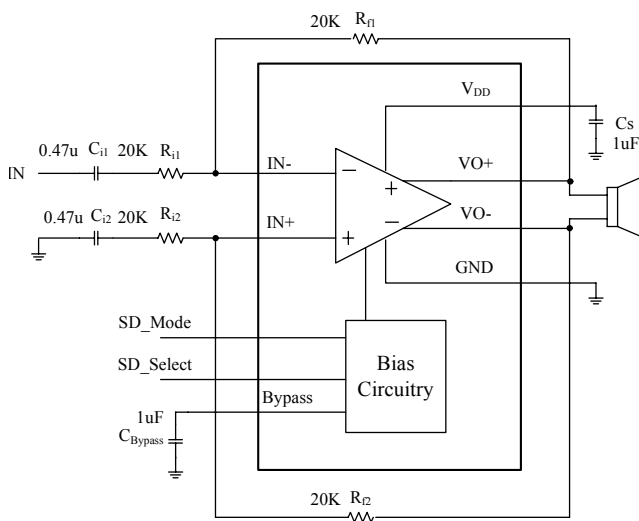 20K R_f1
V_DD
Cs
1uF
0.47u C_i1 20K R_i1 IN- VO+
IN
0.47u C_i2 20K R_i2 IN+ VO-
GND
SD_Mode
SD_Select
Bias
Circuitry
Bypass
1uF
C_Bypass
20K R_f2